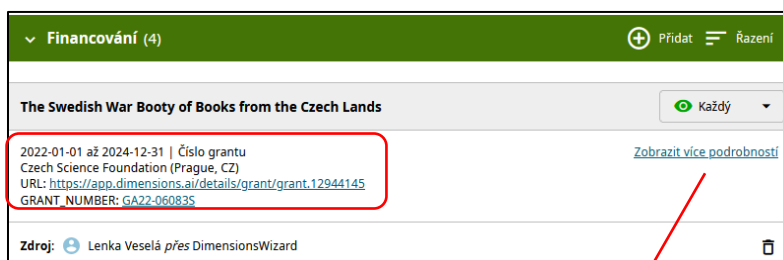 Financování (4)
Přidat
Řazení
The Swedish War Booty of Books from the Czech Lands
Každý
2022-01-01 až 2024-12-31 | Číslo grantu
Zobrazit více podrobností
Czech Science Foundation (Prague, CZ)
URL: https://app.dimensions.ai/details/grant/grant.12944145
GRANT_NUMBER: GA22-06083S
Zdroj: Lenka Veselá přes DimensionsWizard